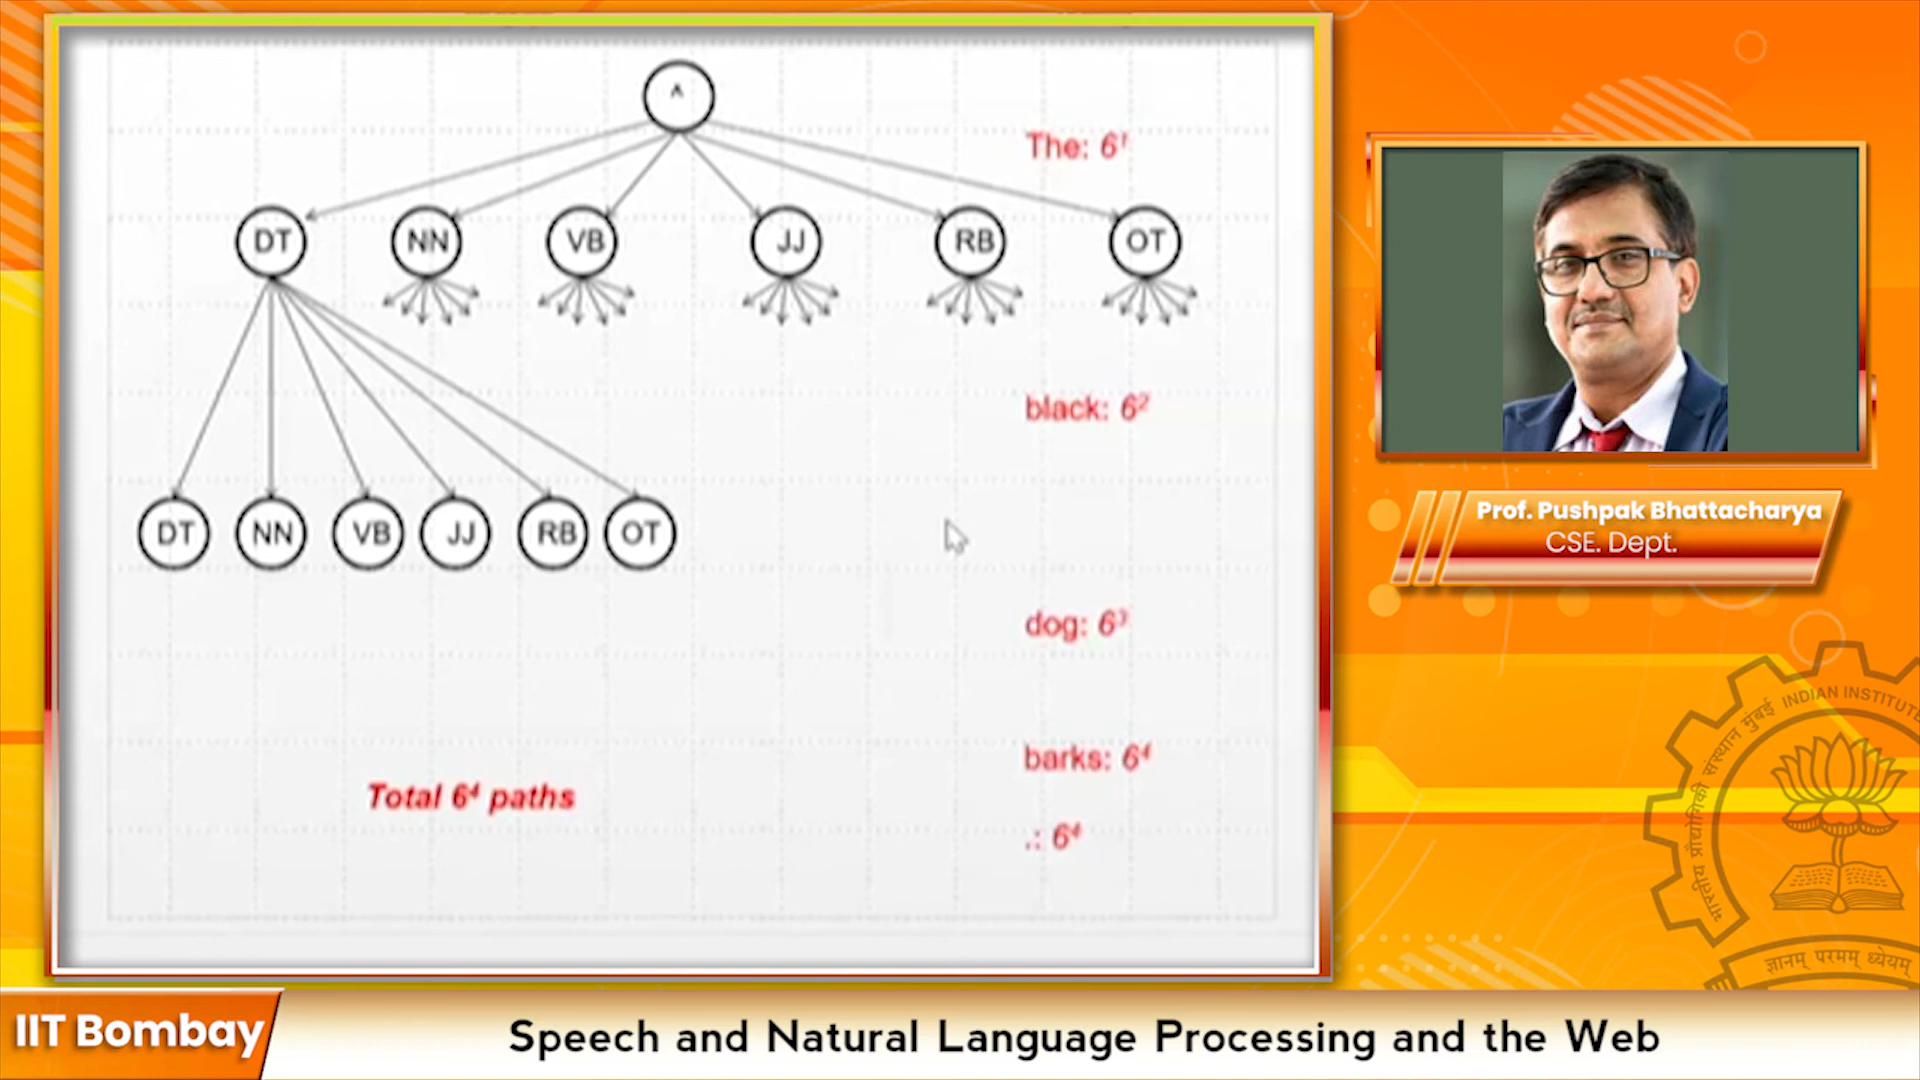 ^
The: 6¹
DT NN VB JJ RB OT
black: 6²
DT NN VB JJ RB OT
dog: 6³
barks: 6⁴
Total 6⁴ paths
∴ 6⁴
Prof. Pushpak Bhattacharya
CSE. Dept.
भारतीय प्रौद्योगिकी संस्थान मुंबई INDIAN INSTITUTE
ज्ञानम् परमम् ध्येयम्
IIT Bombay
Speech and Natural Language Processing and the Web